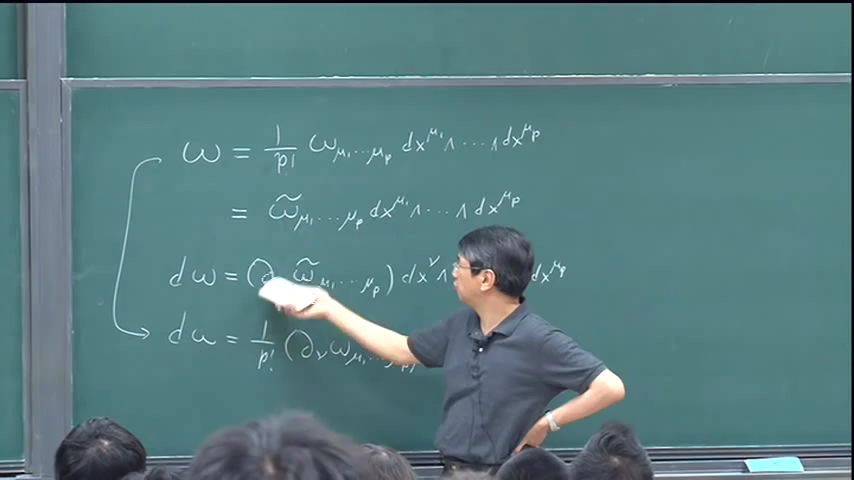 ω = 1/p! ω_{μ₁⋯μ_p} dx^{μ₁} ∧ ⋯ ∧ dx^{μ_p}
= ω̃_{μ₁⋯μ_p} dx^{μ₁} ∧ ⋯ ∧ dx^{μ_p}
dω = (∂ ω̃_{μ₁⋯μ_p}) dx^ν ∧ dx^{μ_p}
dω = 1/p! (∂_ν ω_{μ₁⋯μ_p}